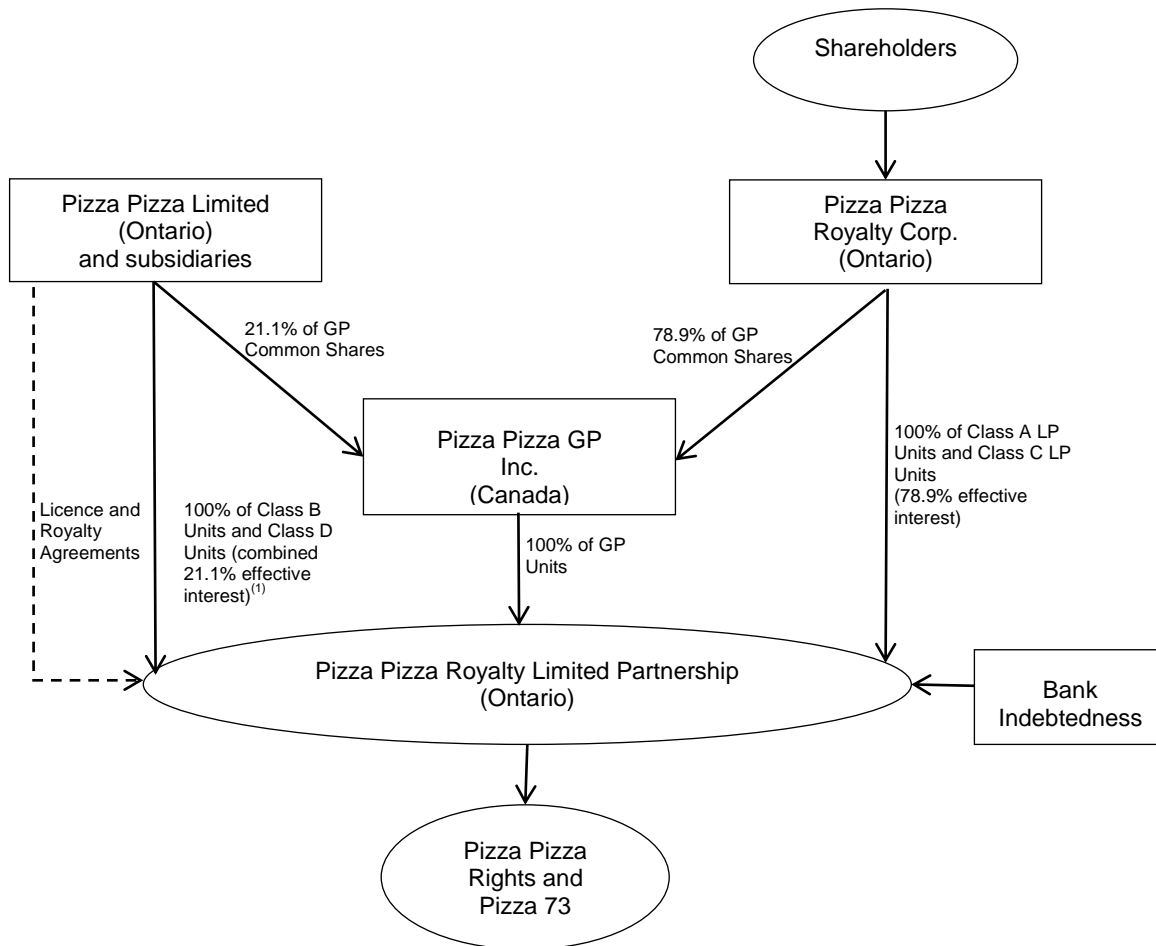 Shareholders
Pizza Pizza Limited
(Ontario)
and subsidiaries
Pizza Pizza
Royalty Corp.
(Ontario)
21.1% of GP
Common Shares
78.9% of GP
Common Shares
Pizza Pizza GP
Inc.
(Canada)
100% of Class A LP
Units and Class C LP
Units
(78.9% effective
interest)
Licence and
Royalty
Agreements
100% of Class B
Units and Class D
Units (combined
21.1% effective
interest)(1)
100% of GP
Units
Pizza Pizza Royalty Limited Partnership
(Ontario)
Bank
Indebtedness
Pizza Pizza
Rights and
Pizza 73